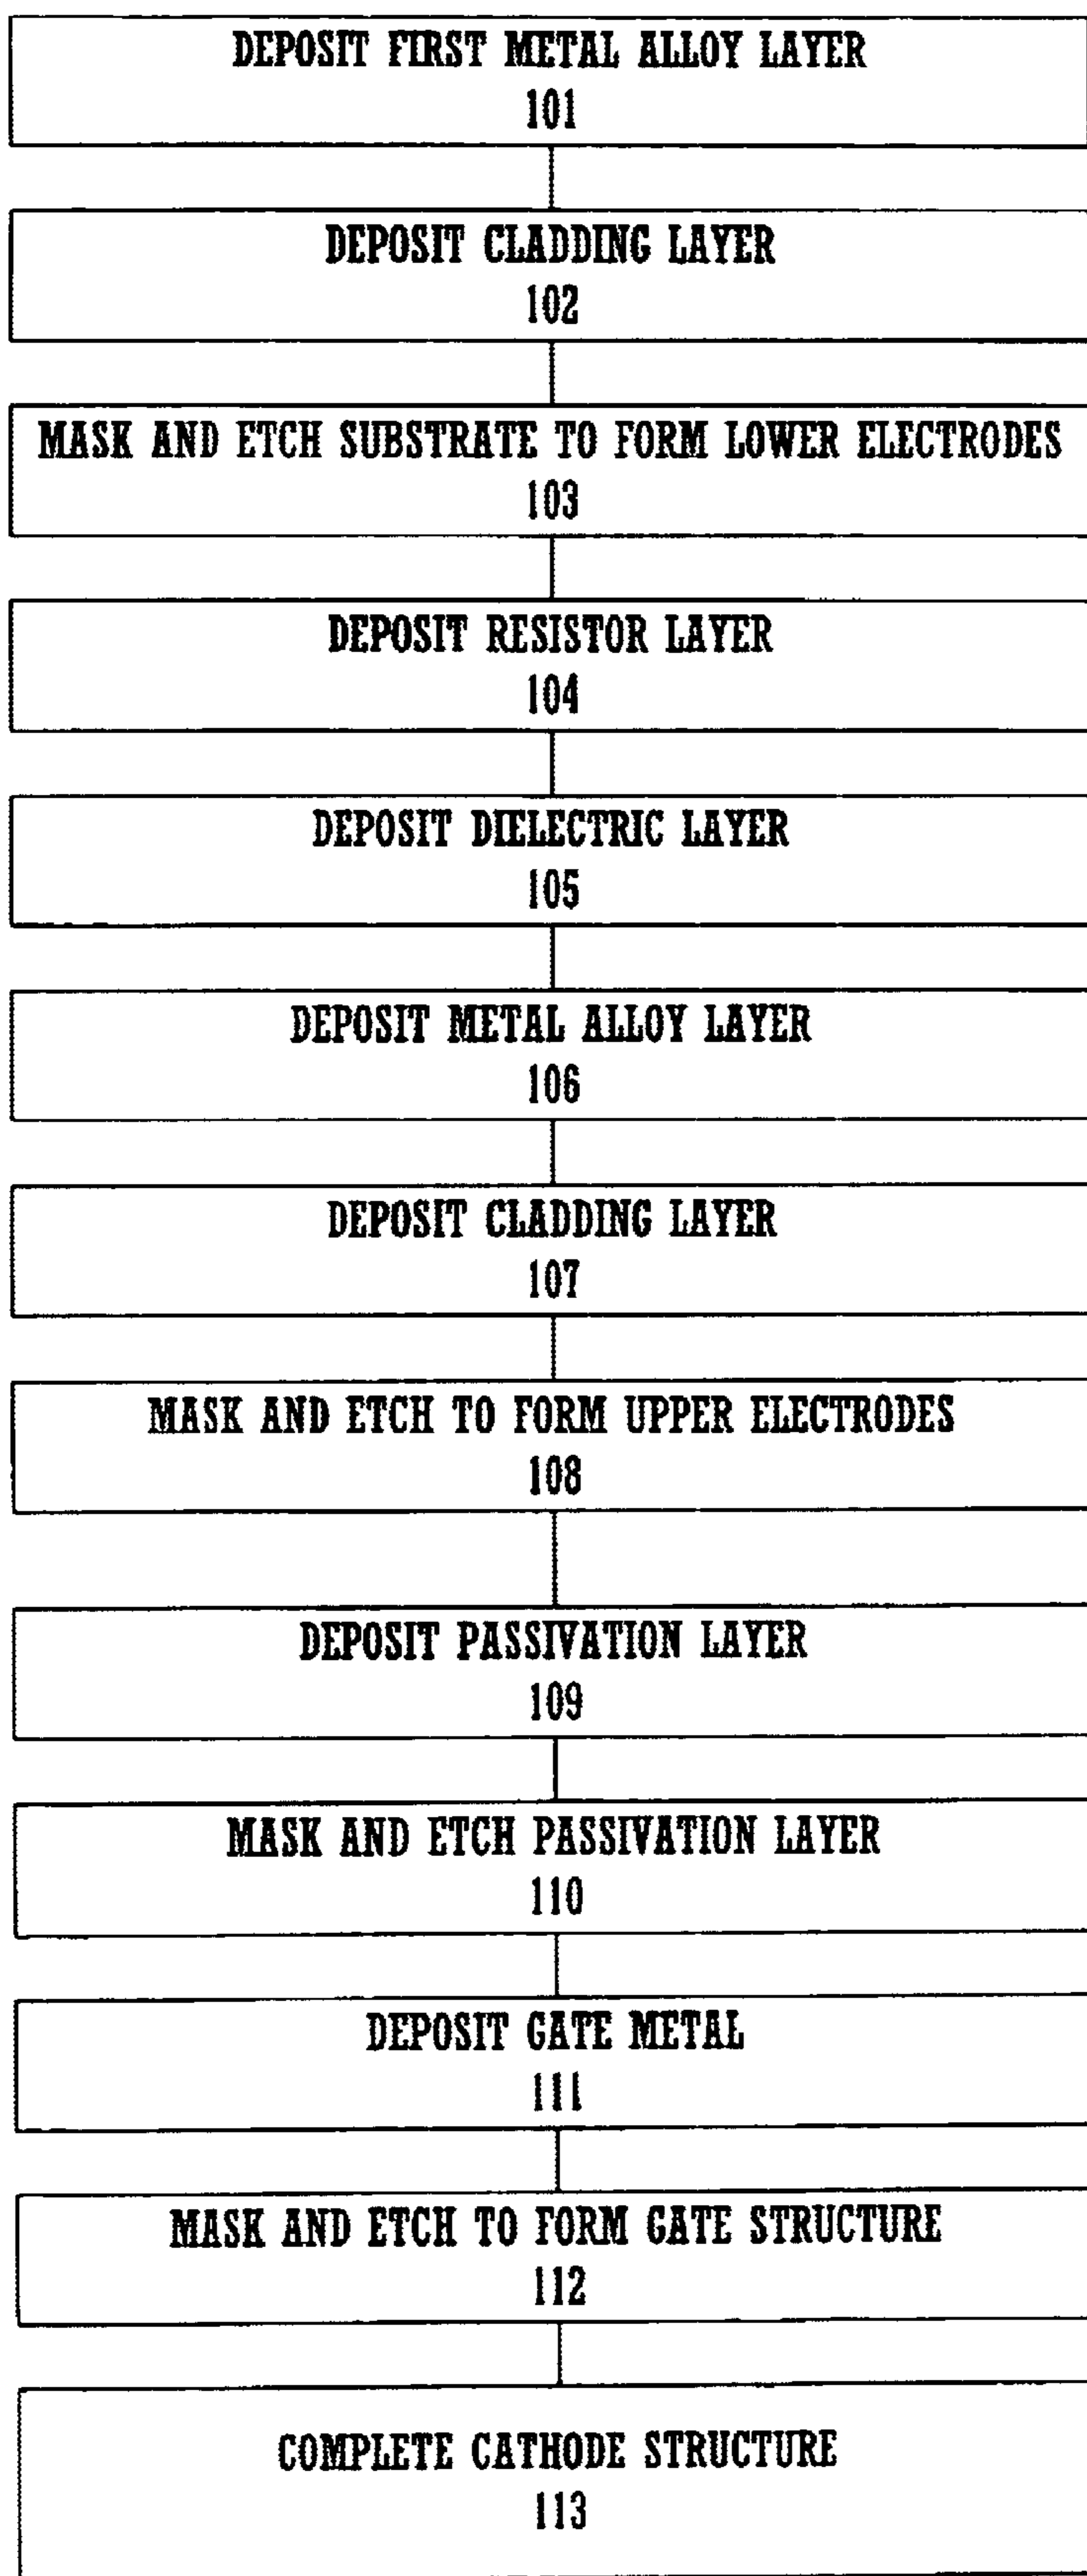 DEPOSIT FIRST METAL ALLOY LAYER
101
DEPOSIT CLADDING LAYER
102
MASK AND ETCH SUBSTRATE TO FORM LOWER ELECTRODES
103
DEPOSIT RESISTOR LAYER
104
DEPOSIT DIELECTRIC LAYER
105
DEPOSIT METAL ALLOY LAYER
106
DEPOSIT CLADDING LAYER
107
MASK AND ETCH TO FORM UPPER ELECTRODES
108
DEPOSIT PASSIVATION LAYER
109
MASK AND ETCH PASSIVATION LAYER
110
DEPOSIT GATE METAL
111
MASK AND ETCH TO FORM GATE STRUCTURE
112
COMPLETE CATHODE STRUCTURE
113